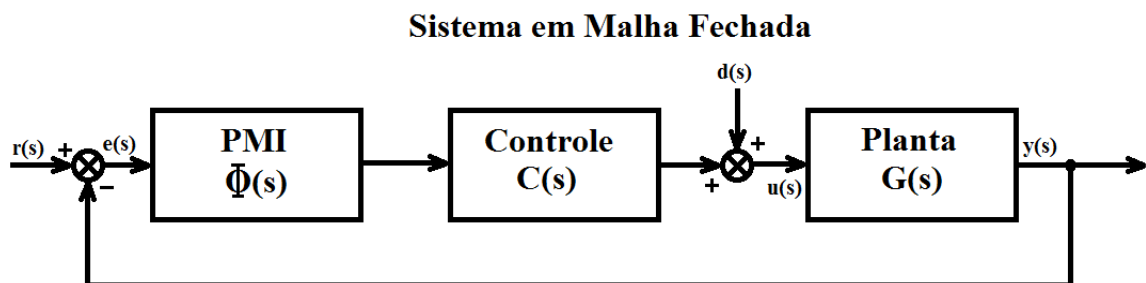 Sistema em Malha Fechada
d(s)
r(s) + e(s) PMI Controle + Planta y(s)
− Φ(s) C(s) + u(s) G(s)